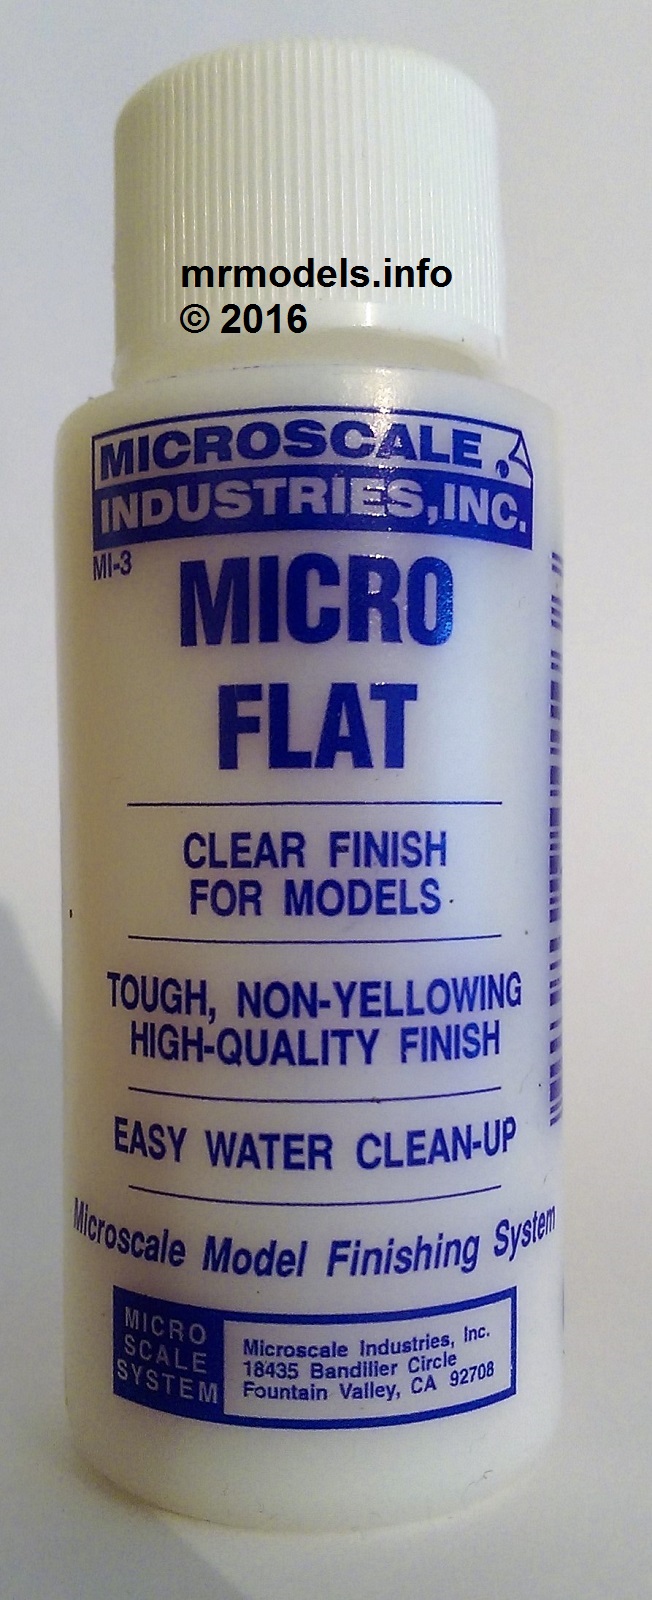 mrmodels.info
© 2016
MICROSCALE
INDUSTRIES, INC.
MI-3
MICRO
FLAT
CLEAR FINISH
FOR MODELS
TOUGH, NON-YELLOWING
HIGH-QUALITY FINISH
EASY WATER CLEAN-UP
Microscale Model Finishing System
MICRO
SCALE
SYSTEM
Microscale Industries, Inc.
18435 Bandilier Circle
Fountain Valley, CA 92708